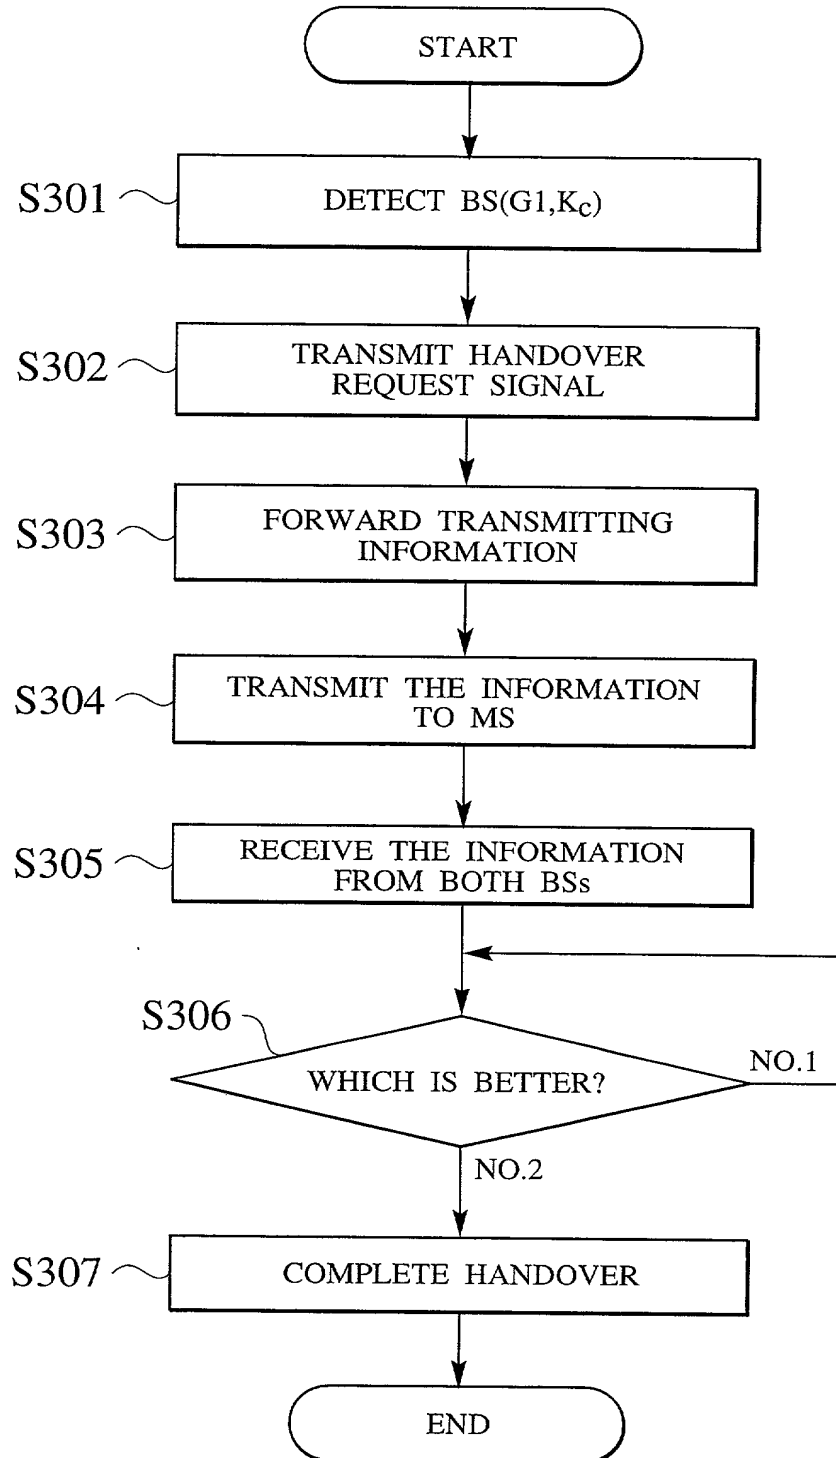 START
S301
DETECT BS(G1,KC)
S302
TRANSMIT HANDOVER
REQUEST SIGNAL
S303
FORWARD TRANSMITTING
INFORMATION
S304
TRANSMIT THE INFORMATION
TO MS
S305
RECEIVE THE INFORMATION
FROM BOTH BSs
S306
WHICH IS BETTER?
NO.1
NO.2
S307
COMPLETE HANDOVER
END